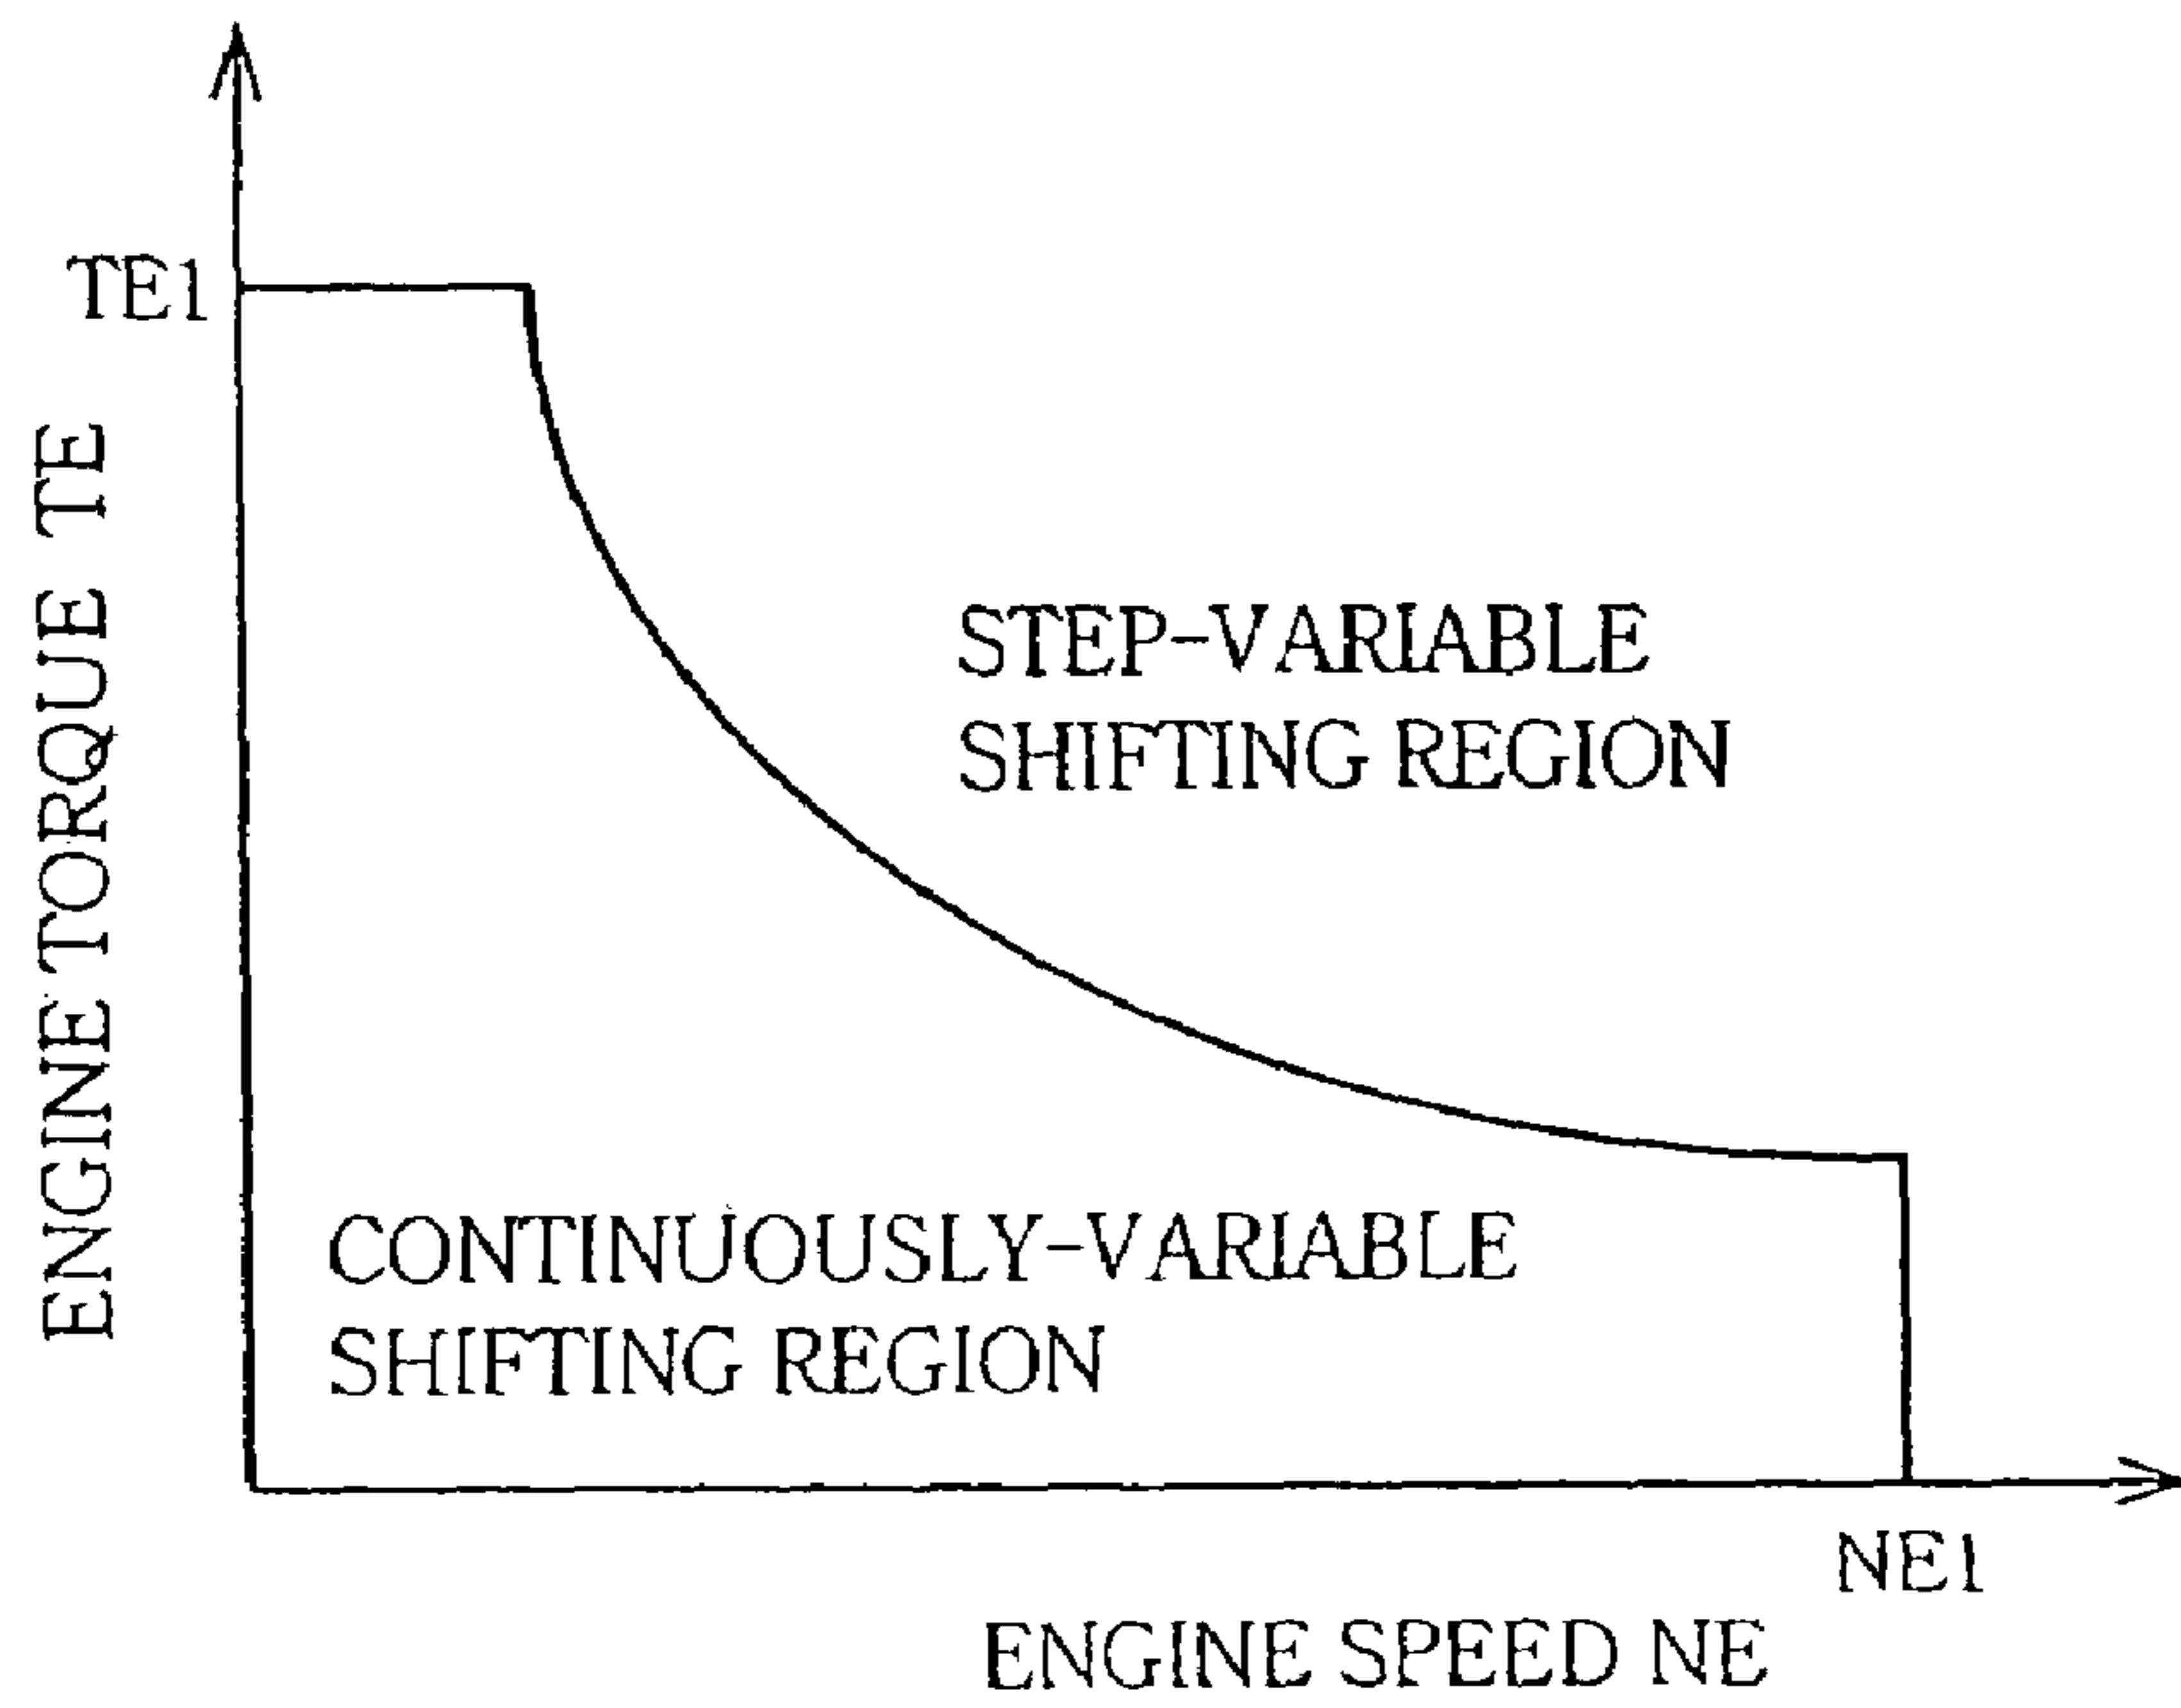 TE1
ENGINE TORQUE TE
STEP-VARIABLE
SHIFTING REGION
CONTINUOUSLY-VARIABLE
SHIFTING REGION
NE1
ENGINE SPEED NE